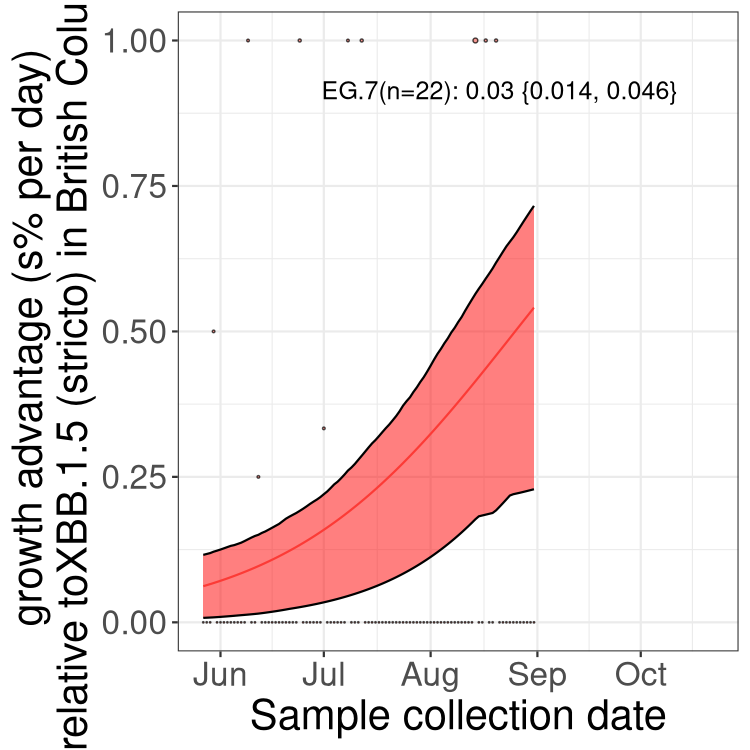 growth advantage (s% per day)
relative toXBB.1.5 (stricto) in British Colu
1.00
0.75
0.50
0.25
0.00
EG.7(n=22): 0.03 {0.014, 0.046}
Jun Jul Aug Sep Oct
Sample collection date